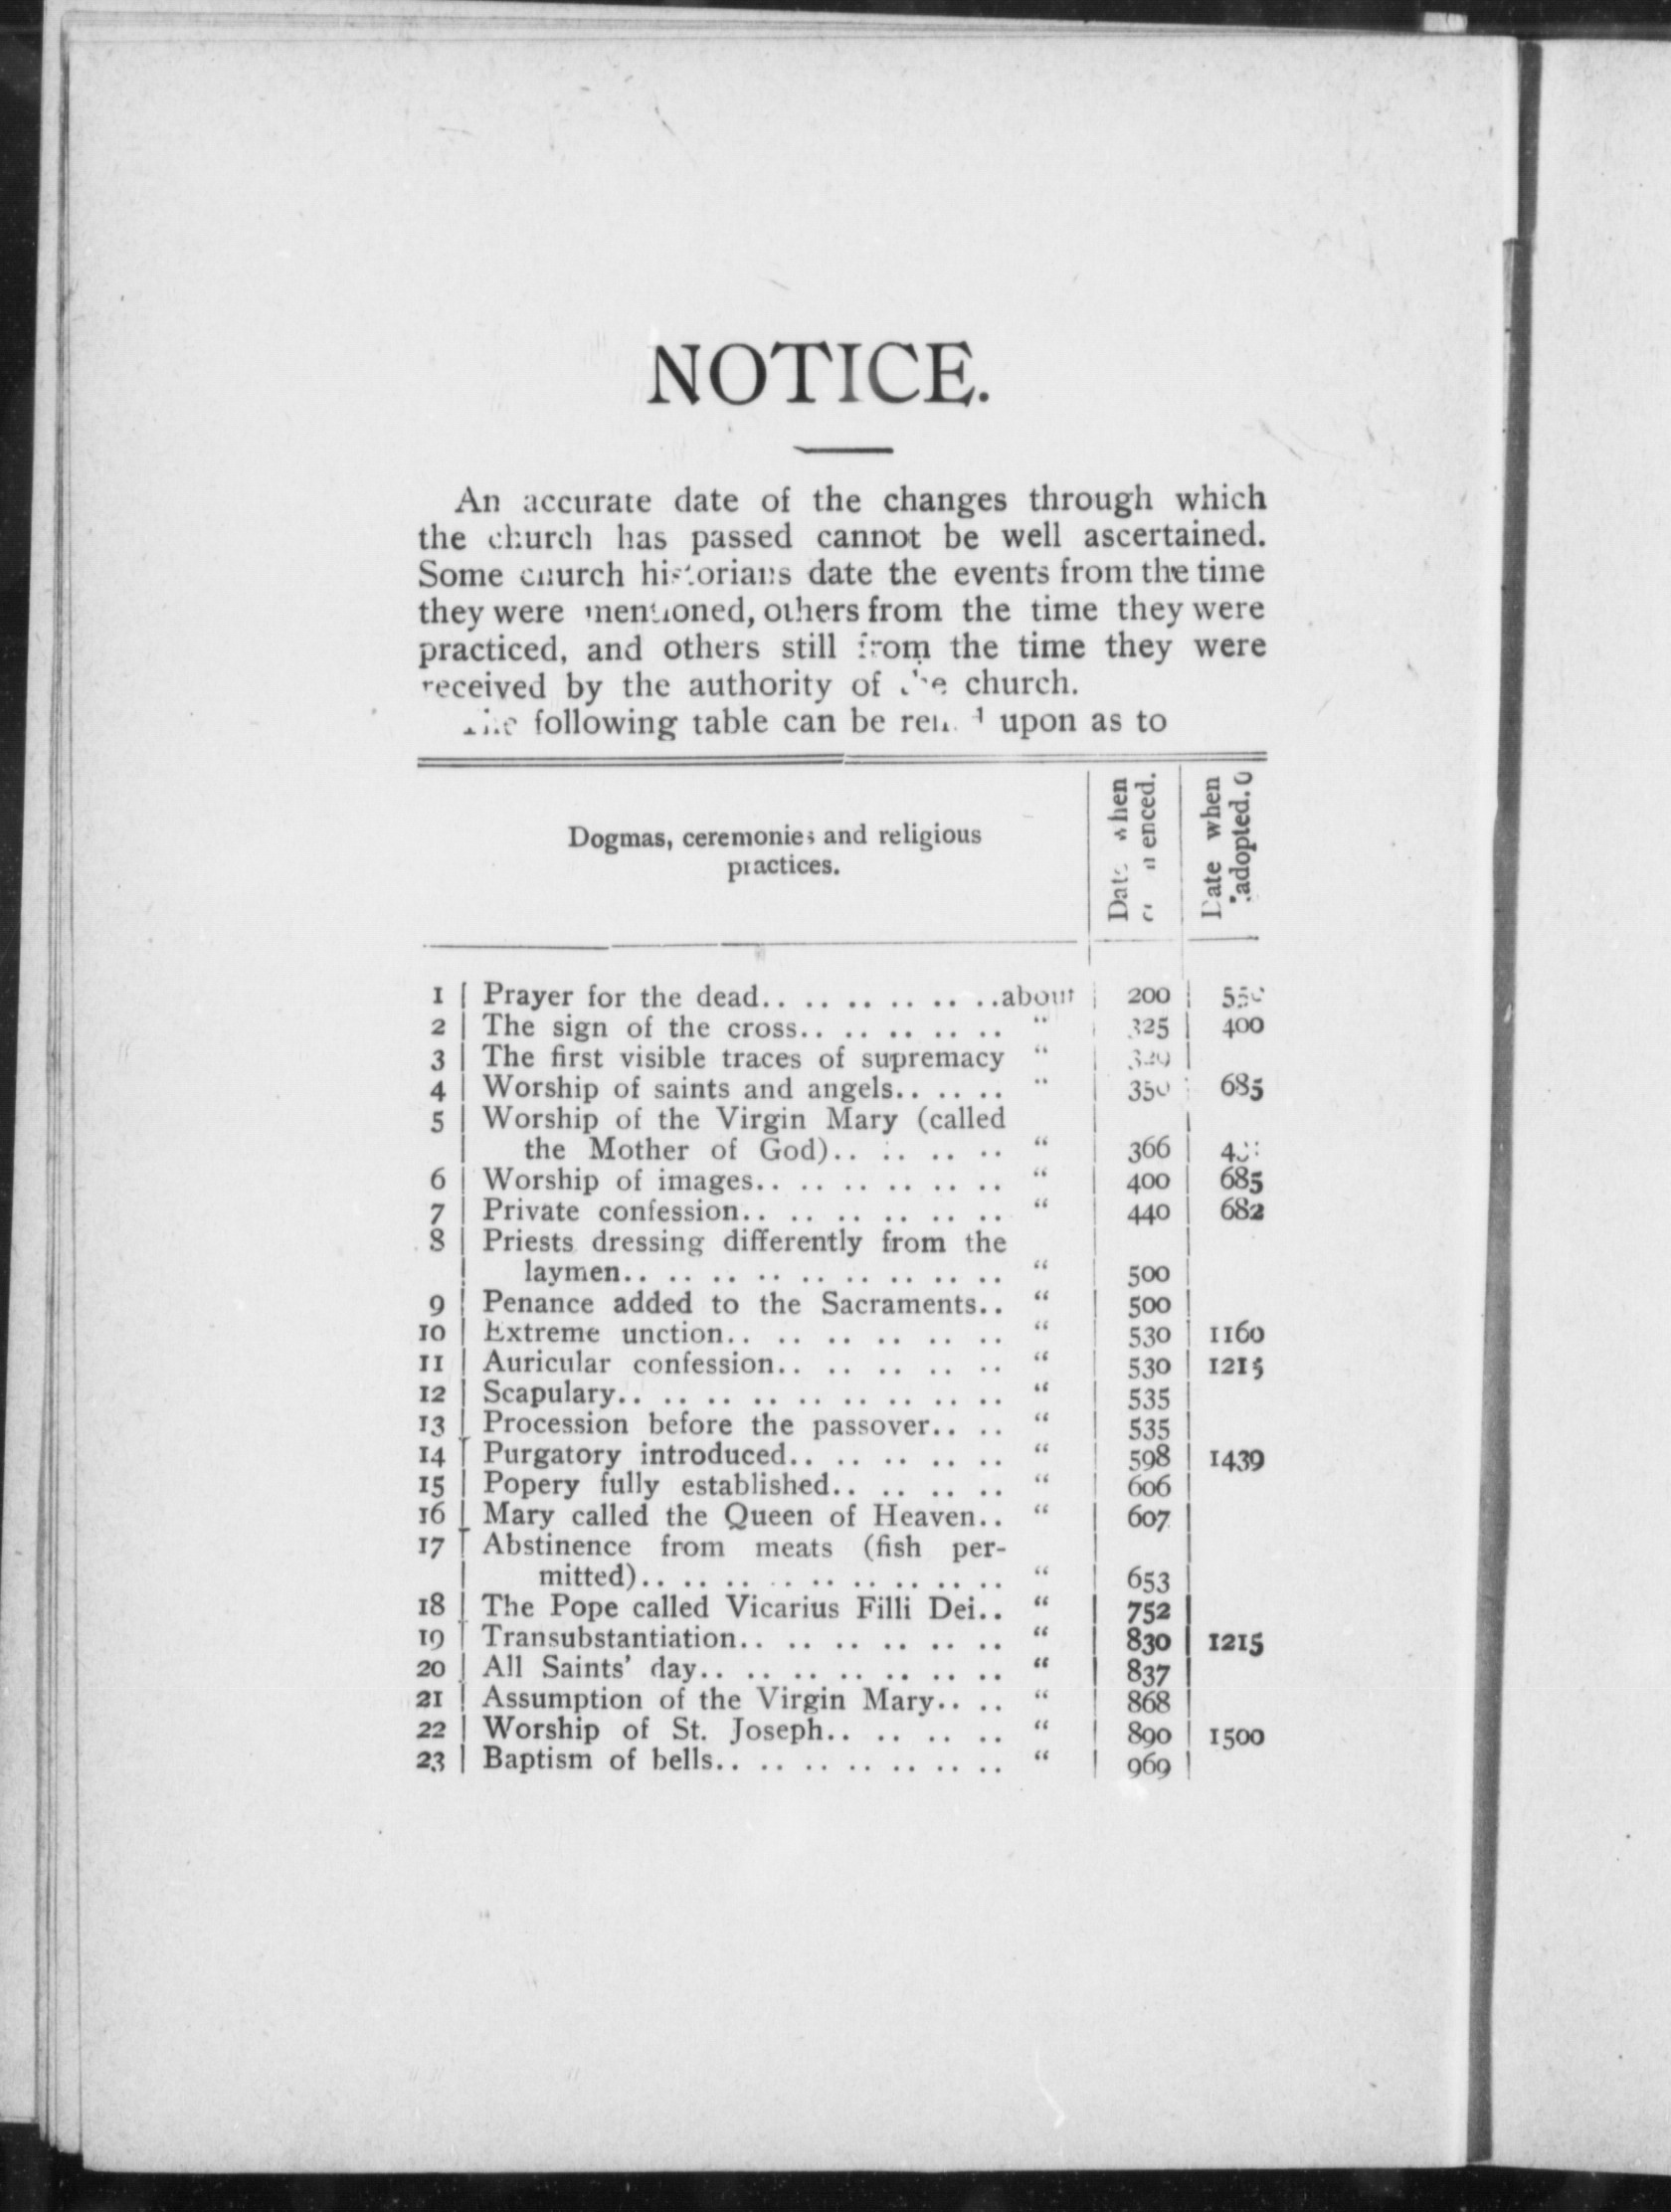 NOTICE.
An accurate date of the changes through which
the church has passed cannot be well ascertained.
Some church historians date the events from the time
they were mentioned, others from the time they were
practiced, and others still from the time they were
received by the authority of the church.
The following table can be upon as to
Dogmas, ceremonies and religious
practices.
Date when
Date when
adopted.
1 Prayer for the dead.. .. .. .. .. ..about 200
2 The sign of the cross.. .. .. .. .. “ 325 400
3 The first visible traces of supremacy “
4 Worship of saints and angels.. .. .. “ 350 685
5 Worship of the Virgin Mary (called
the Mother of God).. .. .. .. “ 366
6 Worship of images.. .. .. .. .. .. “ 400 685
7 Private confession.. .. .. .. .. .. .. “ 440 682
8 Priests dressing differently from the
laymen.. .. .. .. .. .. .. .. .. “ 500
9 Penance added to the Sacraments.. “ 500
10 Extreme unction.. .. .. .. .. .. .. “ 530 1160
11 Auricular confession.. .. .. .. .. .. “ 530 1215
12 Scapulary.. .. .. .. .. .. .. .. .. “ 535
13 Procession before the passover.. .. “ 535
14 Purgatory introduced.. .. .. .. .. “ 598 1439
15 Popery fully established.. .. .. .. “ 606
16 Mary called the Queen of Heaven.. “ 607
17 Abstinence from meats (fish per-
mitted).. .. .. .. .. .. .. .. .. “ 653
18 The Pope called Vicarius Filli Dei.. “ 752
19 Transubstantiation.. .. .. .. .. .. .. “ 830 1215
20 All Saints’ day.. .. .. .. .. .. .. “ 837
21 Assumption of the Virgin Mary.. .. “ 868
22 Worship of St. Joseph.. .. .. .. .. “ 890 1500
23 Baptism of bells.. .. .. .. .. .. .. “ 969